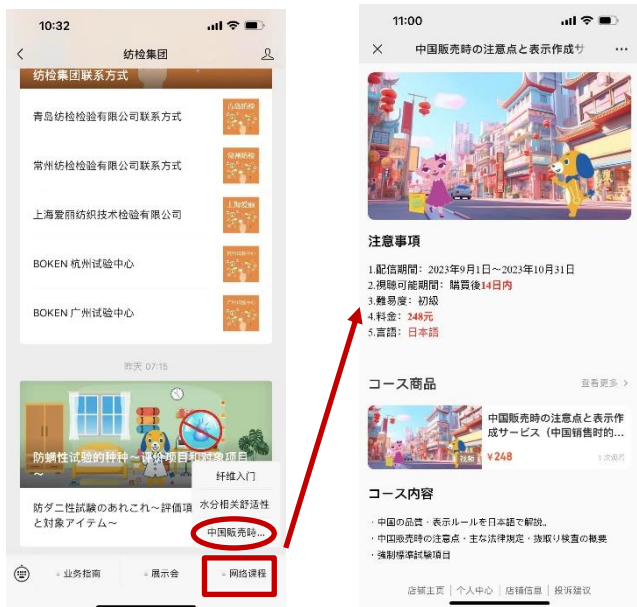 10:32
纺检集团
纺检集团联系方式
青岛纺检检验有限公司联系方式
青岛纺检
常州纺检检验有限公司联系方式
常州纺检
上海爱丽纺织技术检验有限公司
上海爱丽
BOKEN 杭州试验中心
BOKEN 广州试验中心
昨天 07:15
防螨性试验的种种～评价项目和对象项目
～
防ダニ性試験のあれこれ～評価項
と対象アイテム～
纤维入门
水分相关舒适性
中国販売時...
业务指南
展示会
网络课程
11:00
中国販売時の注意点と表示作成サ
注意事項
1.配信期間：2023年9月1日～2023年10月31日
2.視聴可能期間：購買後14日内
3.難易度：初級
4.料金：248元
5.言語：日本語
コース商品
查看更多 >
中国販売時の注意点と表示作
成サービス（中国销售时的...
¥248
视频
コース内容
・中国の品質・表示ルールを日本語で解説。
・中国販売時の注意点・主な法律規定・抜取り検査の概要
・強制標準試験項目
店铺主页 | 个人中心 | 店铺信息 | 投诉建议